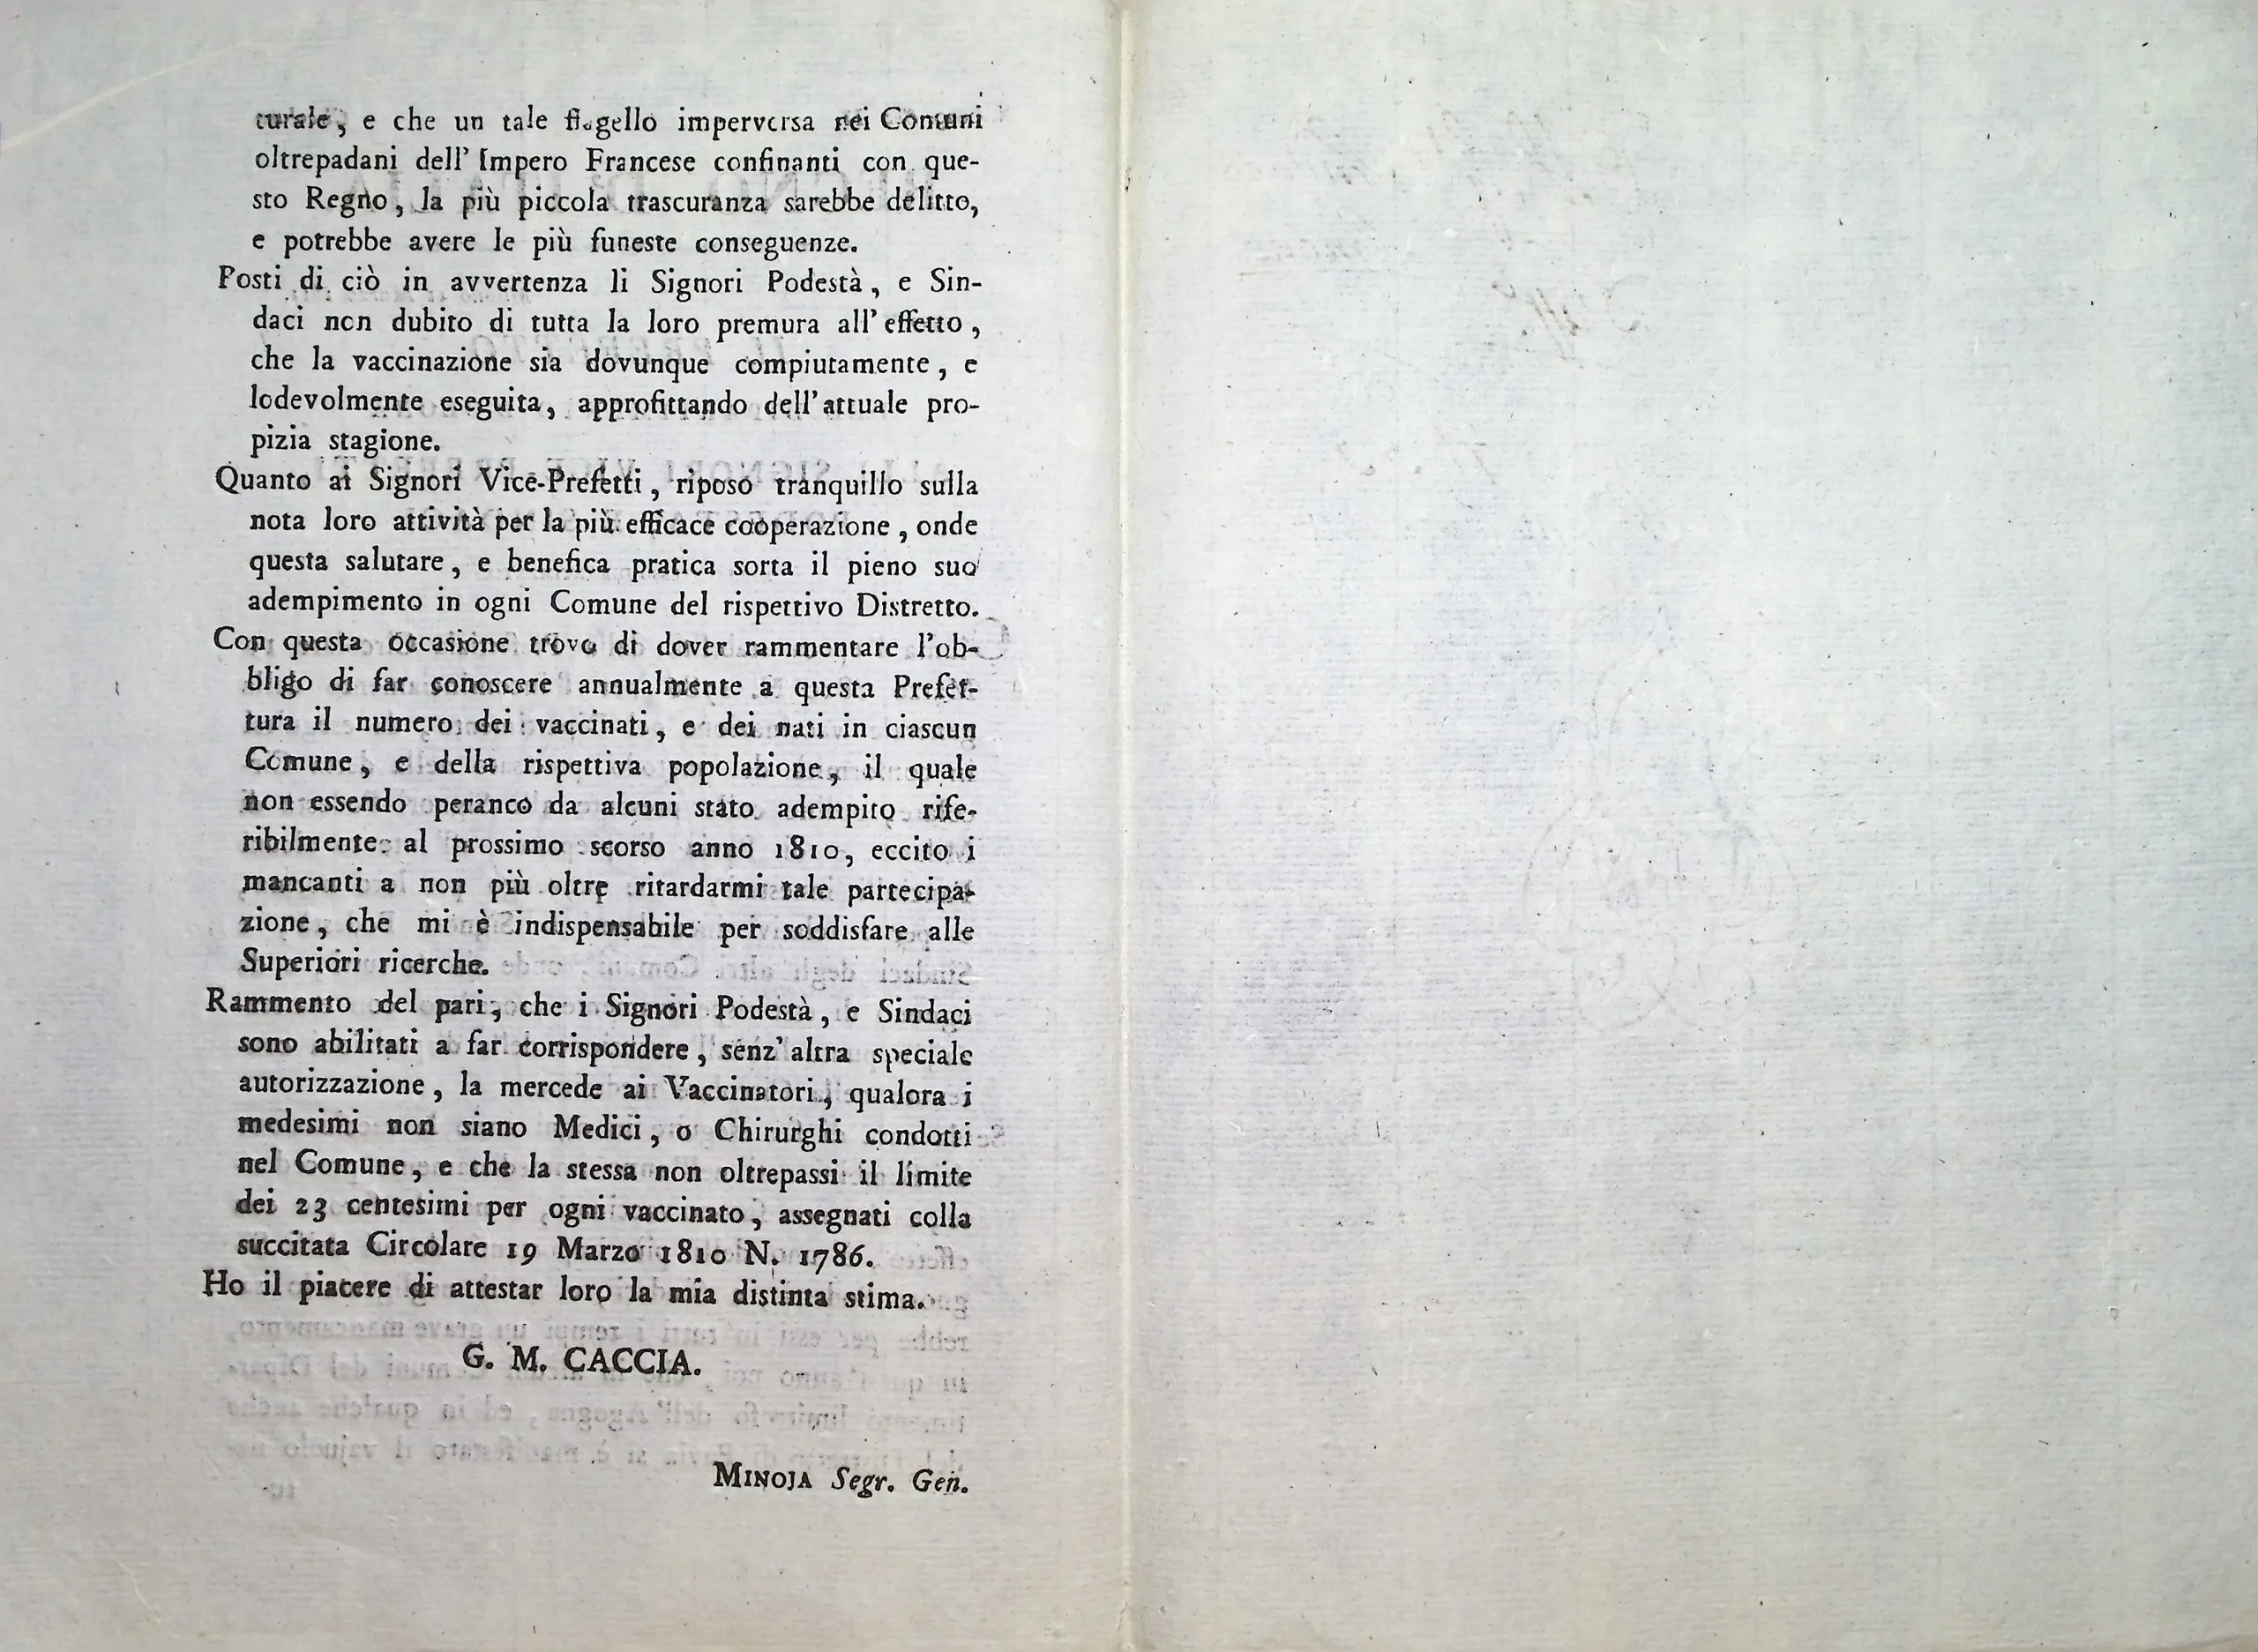 turale, e che un tale flagello imperversa nei Comuni
oltrepadani dell' Impero Francese confinanti con que-
sto Regno, la più piccola trascuranza sarebbe delitto,
e potrebbe avere le più funeste conseguenze.
Posti di ciò in avvertenza li Signori Podestà, e Sin-
daci non dubito di tutta la loro premura all' effetto,
che la vaccinazione sia dovunque compiutamente, e
lodevolmente eseguita, approfittando dell' attuale pro-
pizia stagione.
Quanto ai Signori Vice-Prefetti, riposo tranquillo sulla
nota loro attività per la più efficace cooperazione, onde
questa salutare, e benefica pratica sorta il pieno suo
adempimento in ogni Comune del rispettivo Distretto.
Con questa occasione trovo di dover rammentare l'ob-
bligo di far conoscere annualmente a questa Prefet-
tura il numero dei vaccinati, e dei nati in ciascun
Comune, e della rispettiva popolazione, il quale
non essendo peranco da alcuni stato adempito rife-
ribilmente al prossimo scorso anno 1810, eccito i
mancanti a non più oltre ritardarmi tale partecipa-
zione, che mi è indispensabile per soddisfare alle
Superiori ricerche.
Rammento del pari, che i Signori Podestà, e Sindaci
sono abilitati a far corrispondere, senz' altra speciale
autorizzazione, la mercede ai Vaccinatori, qualora i
medesimi non siano Medici, o Chirurghi condotti
nel Comune, e che la stessa non oltrepassi il limite
dei 23 centesimi per ogni vaccinato, assegnati colla
succitata Circolare 19 Marzo 1810 N. 1786.
Ho il piacere di attestar loro la mia distinta stima.
G. M. CACCIA.
MINOJA Segr. Gen.